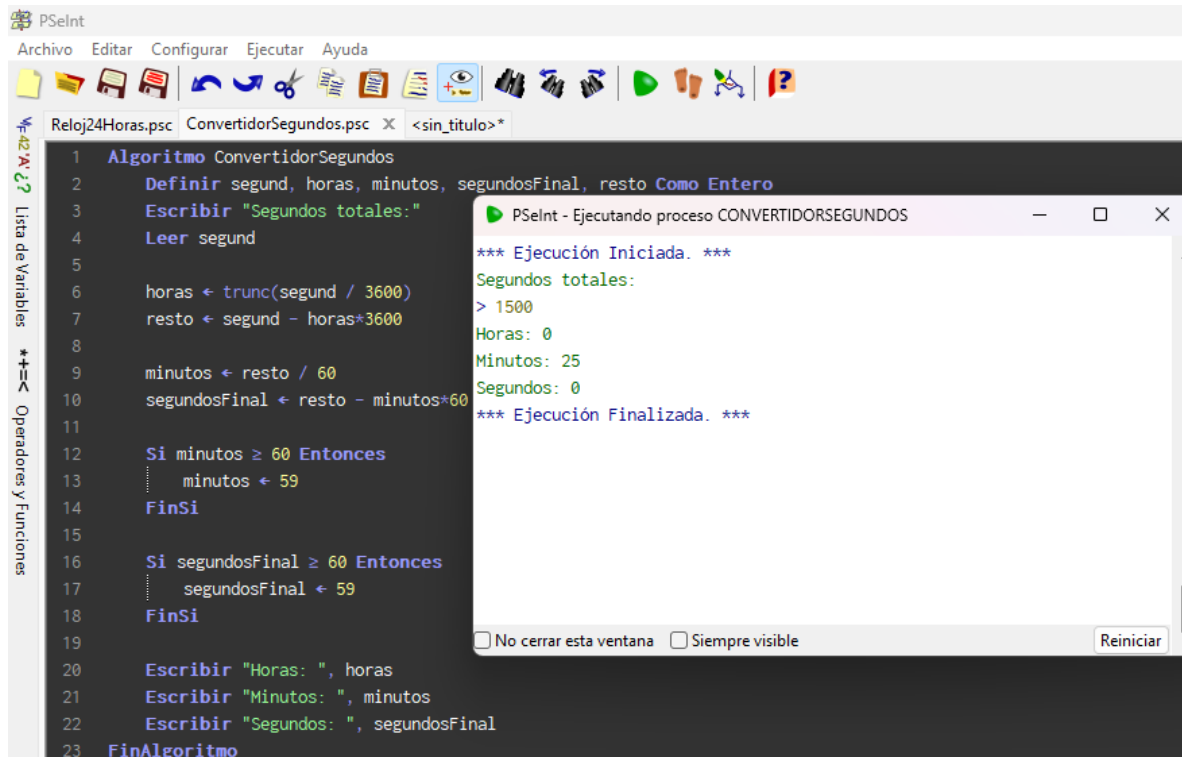 PSeInt
Archivo Editar Configurar Ejecutar Ayuda
Reloj24Horas.psc ConvertidorSegundos.psc X <sin_titulo>*
1 Algoritmo ConvertidorSegundos
2 Definir segund, horas, minutos, segundosFinal, resto Como Entero
3 Escribir "Segundos totales:"
4 Leer segund
5
6 horas ← trunc(segund / 3600)
7 resto ← segund - horas*3600
8
9 minutos ← resto / 60
10 segundosFinal ← resto - minutos*60
11
12 Si minutos ≥ 60 Entonces
13 minutos ← 59
14 FinSi
15
16 Si segundosFinal ≥ 60 Entonces
17 segundosFinal ← 59
18 FinSi
19
20 Escribir "Horas: ", horas
21 Escribir "Minutos: ", minutos
22 Escribir "Segundos: ", segundosFinal
23 FinAlgoritmo
42 'A' ¿? Lista de Variables
*+=< Operadores y Funciones
PSeInt - Ejecutando proceso CONVERTIDORSEGUNDOS
*** Ejecución Iniciada. ***
Segundos totales:
> 1500
Horas: 0
Minutos: 25
Segundos: 0
*** Ejecución Finalizada. ***
No cerrar esta ventana Siempre visible Reiniciar